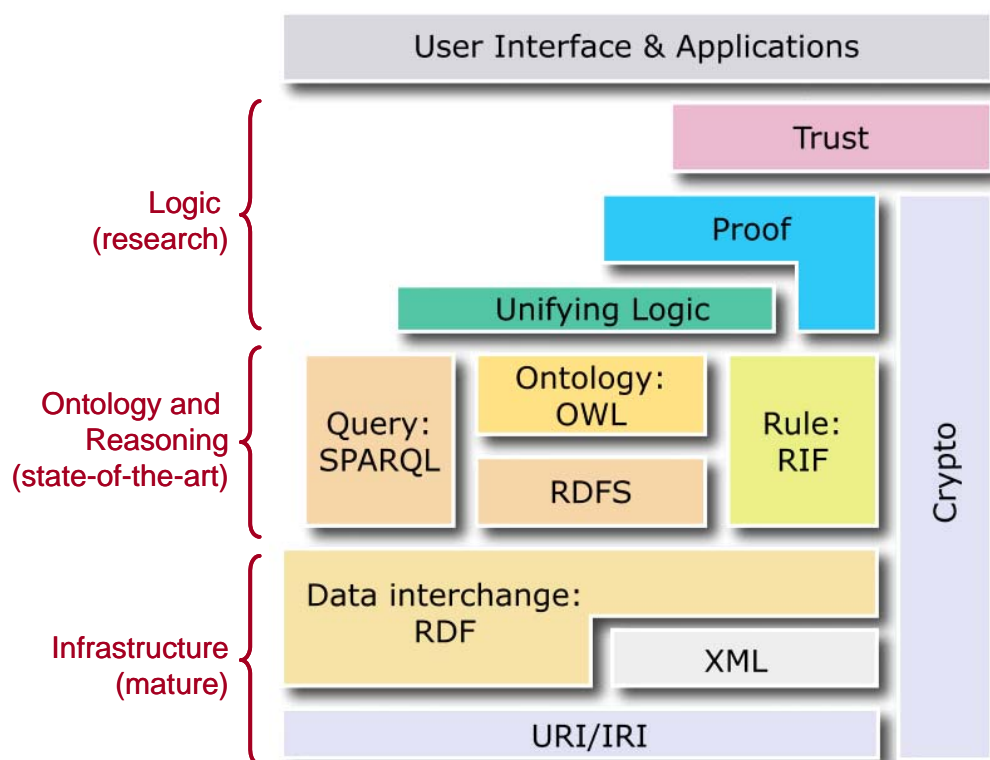 User Interface & Applications
Trust
Logic
(research)
Proof
Unifying Logic
Ontology and
Reasoning
(state-of-the-art)
Query:
SPARQL
Ontology:
OWL
RDFS
Rule:
RIF
Crypto
Infrastructure
(mature)
Data interchange:
RDF
XML
URI/IRI